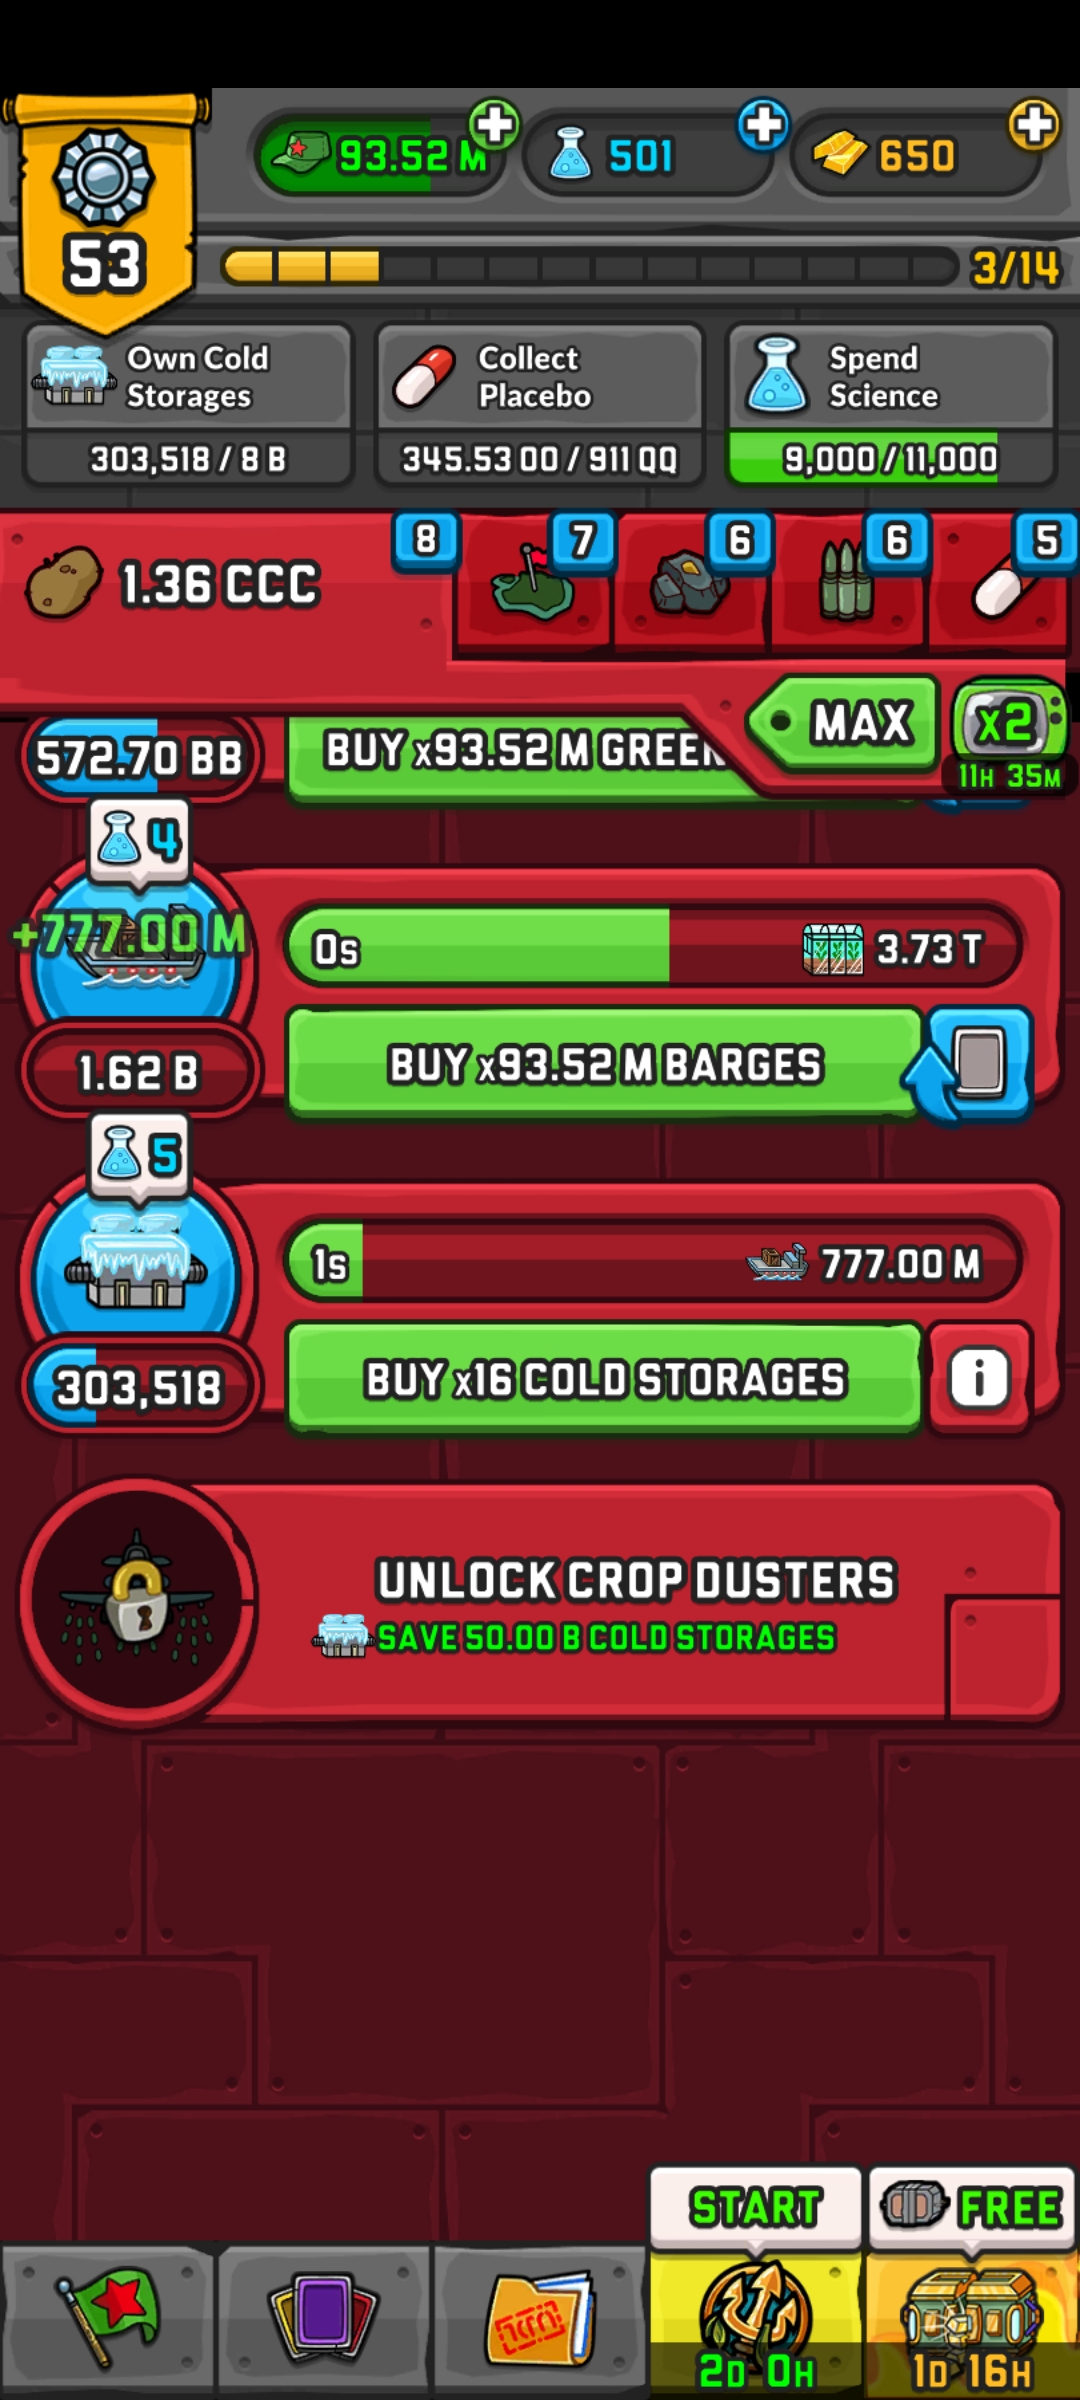 93.52 M
501
650
53
3/14
Own Cold
Storages
303,518 / 8 B
Collect
Placebo
345.53 OO / 911 QQ
Spend
Science
9,000 / 11,000
1.36 CCC
8
7
6
6
5
MAX
x2
11H 35M
572.70 BB
BUY x93.52 M GREEN
4
+777.00 M
0s
3.73 T
1.62 B
BUY x93.52 M BARGES
5
1s
777.00 M
303,518
BUY x16 COLD STORAGES
i
UNLOCK CROP DUSTERS
SAVE 50.00 B COLD STORAGES
START
FREE
2D 0H
1D 16H